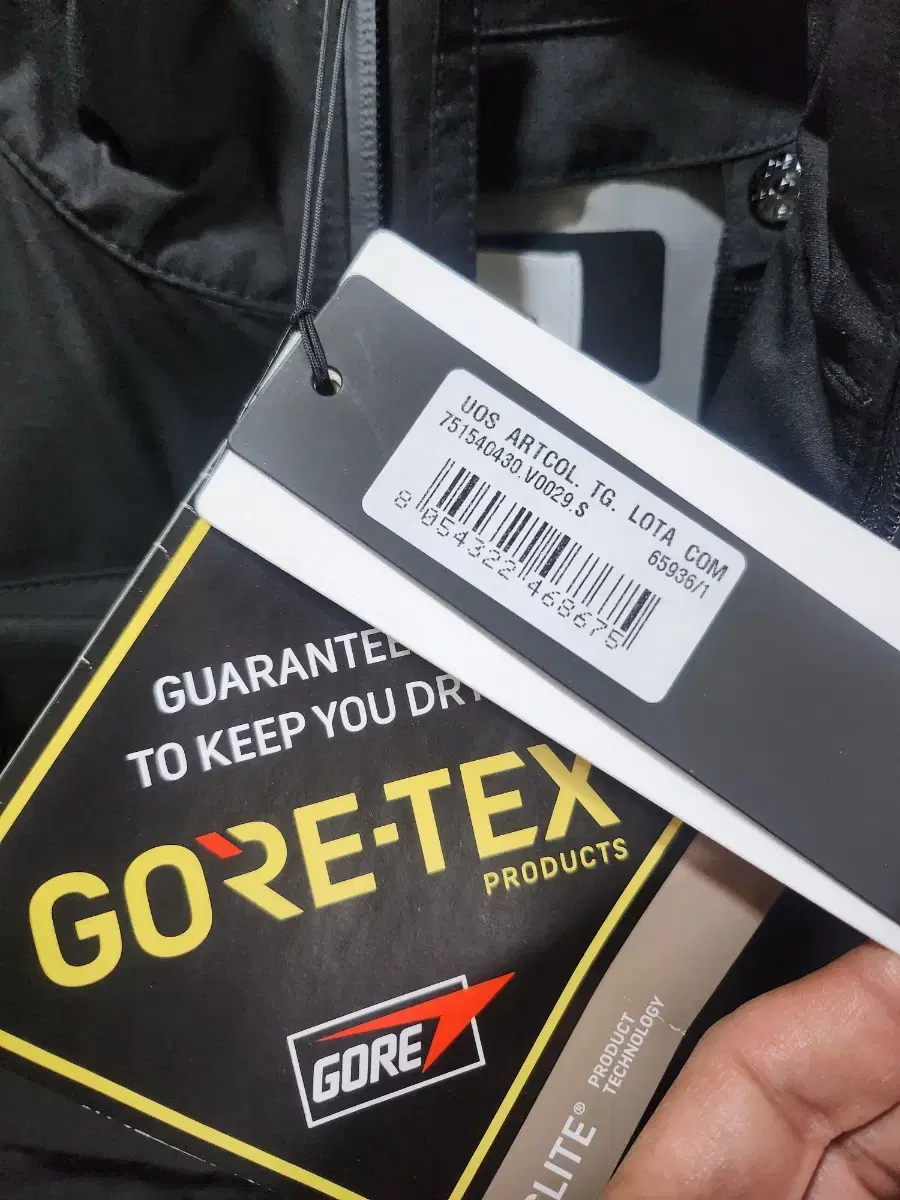 UOS ARTCOL. TG. LOTA COM
751540430.V0029.S 65936/1
8 054322 468675
GUARANTEE
TO KEEP YOU DRY
GORE-TEX
PRODUCTS
GORE
PRODUCT
TECHNOLOGY